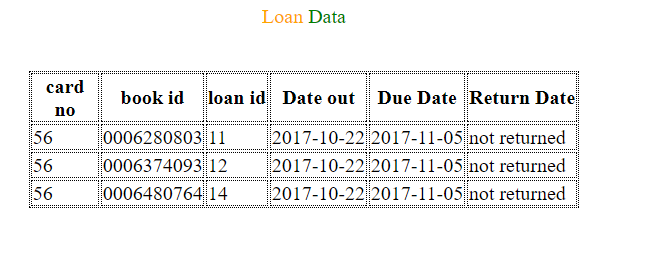 Loan Data
card no book id loan id Date out Due Date Return Date
56 0006280803 11 2017-10-22 2017-11-05 not returned
56 0006374093 12 2017-10-22 2017-11-05 not returned
56 0006480764 14 2017-10-22 2017-11-05 not returned